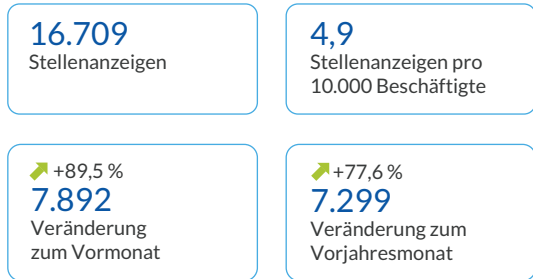 16.709
Stellenanzeigen
4,9
Stellenanzeigen pro
10.000 Beschäftigte
+89,5 %
7.892
Veränderung
zum Vormonat
+77,6 %
7.299
Veränderung zum
Vorjahresmonat